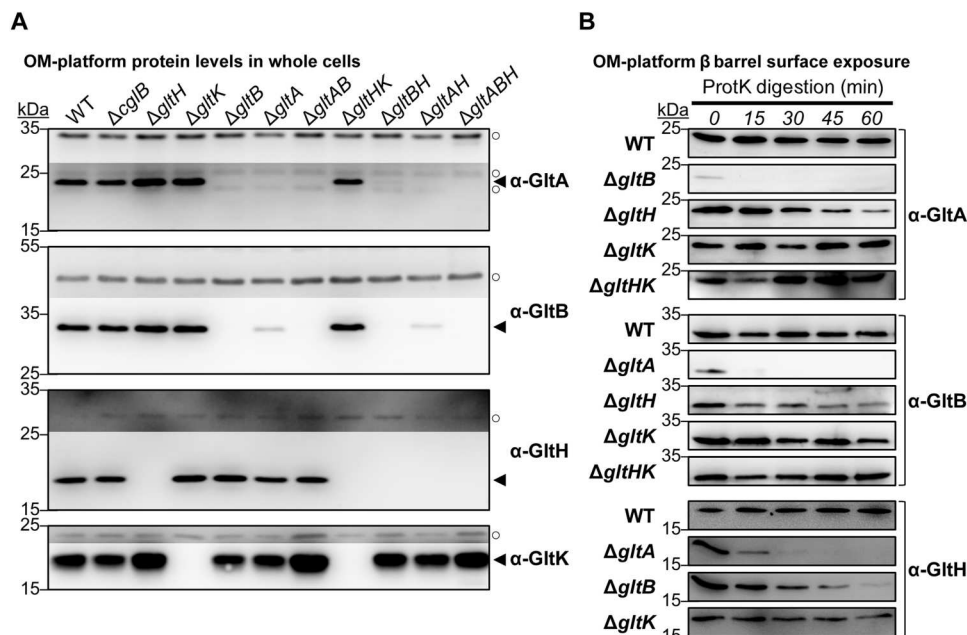 A
OM-platform protein levels in whole cells
kDa WT ΔcglB ΔgltH ΔgltK ΔgltB ΔgltA ΔgltAB ΔgltHK ΔgltBH ΔgltAH ΔgltABH
35
25
α-GltA
15
55
35
α-GltB
25
35
25
α-GltH
15
25
α-GltK
15
B
OM-platform β barrel surface exposure
ProtK digestion (min)
kDa 0 15 30 45 60
WT 25
ΔgltB 25
ΔgltH 25
α-GltA
ΔgltK 25
ΔgltHK 25
WT 35
ΔgltA 35
ΔgltH 35
α-GltB
ΔgltK 35
ΔgltHK 35
WT 15
ΔgltA 15
α-GltH
ΔgltB 15
ΔgltK 15